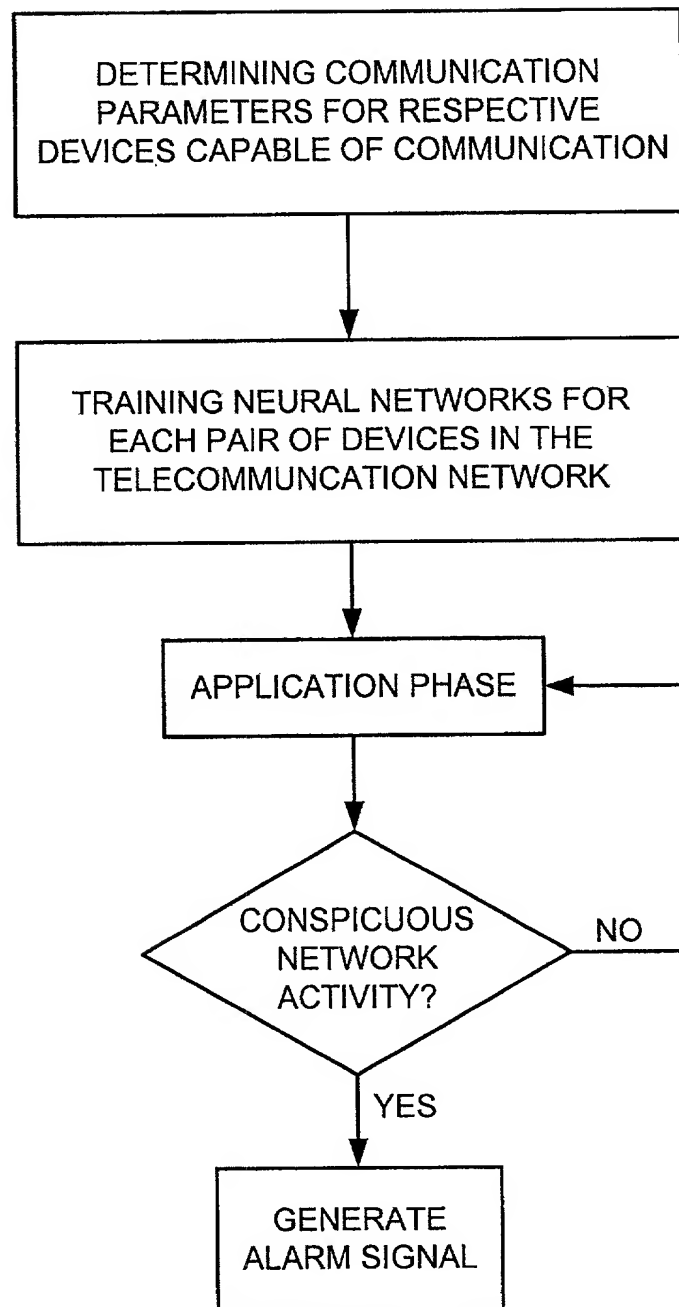 DETERMINING COMMUNICATION
PARAMETERS FOR RESPECTIVE
DEVICES CAPABLE OF COMMUNICATION
TRAINING NEURAL NETWORKS FOR
EACH PAIR OF DEVICES IN THE
TELECOMMUNCATION NETWORK
APPLICATION PHASE
CONSPICUOUS
NETWORK
ACTIVITY?
NO
YES
GENERATE
ALARM SIGNAL